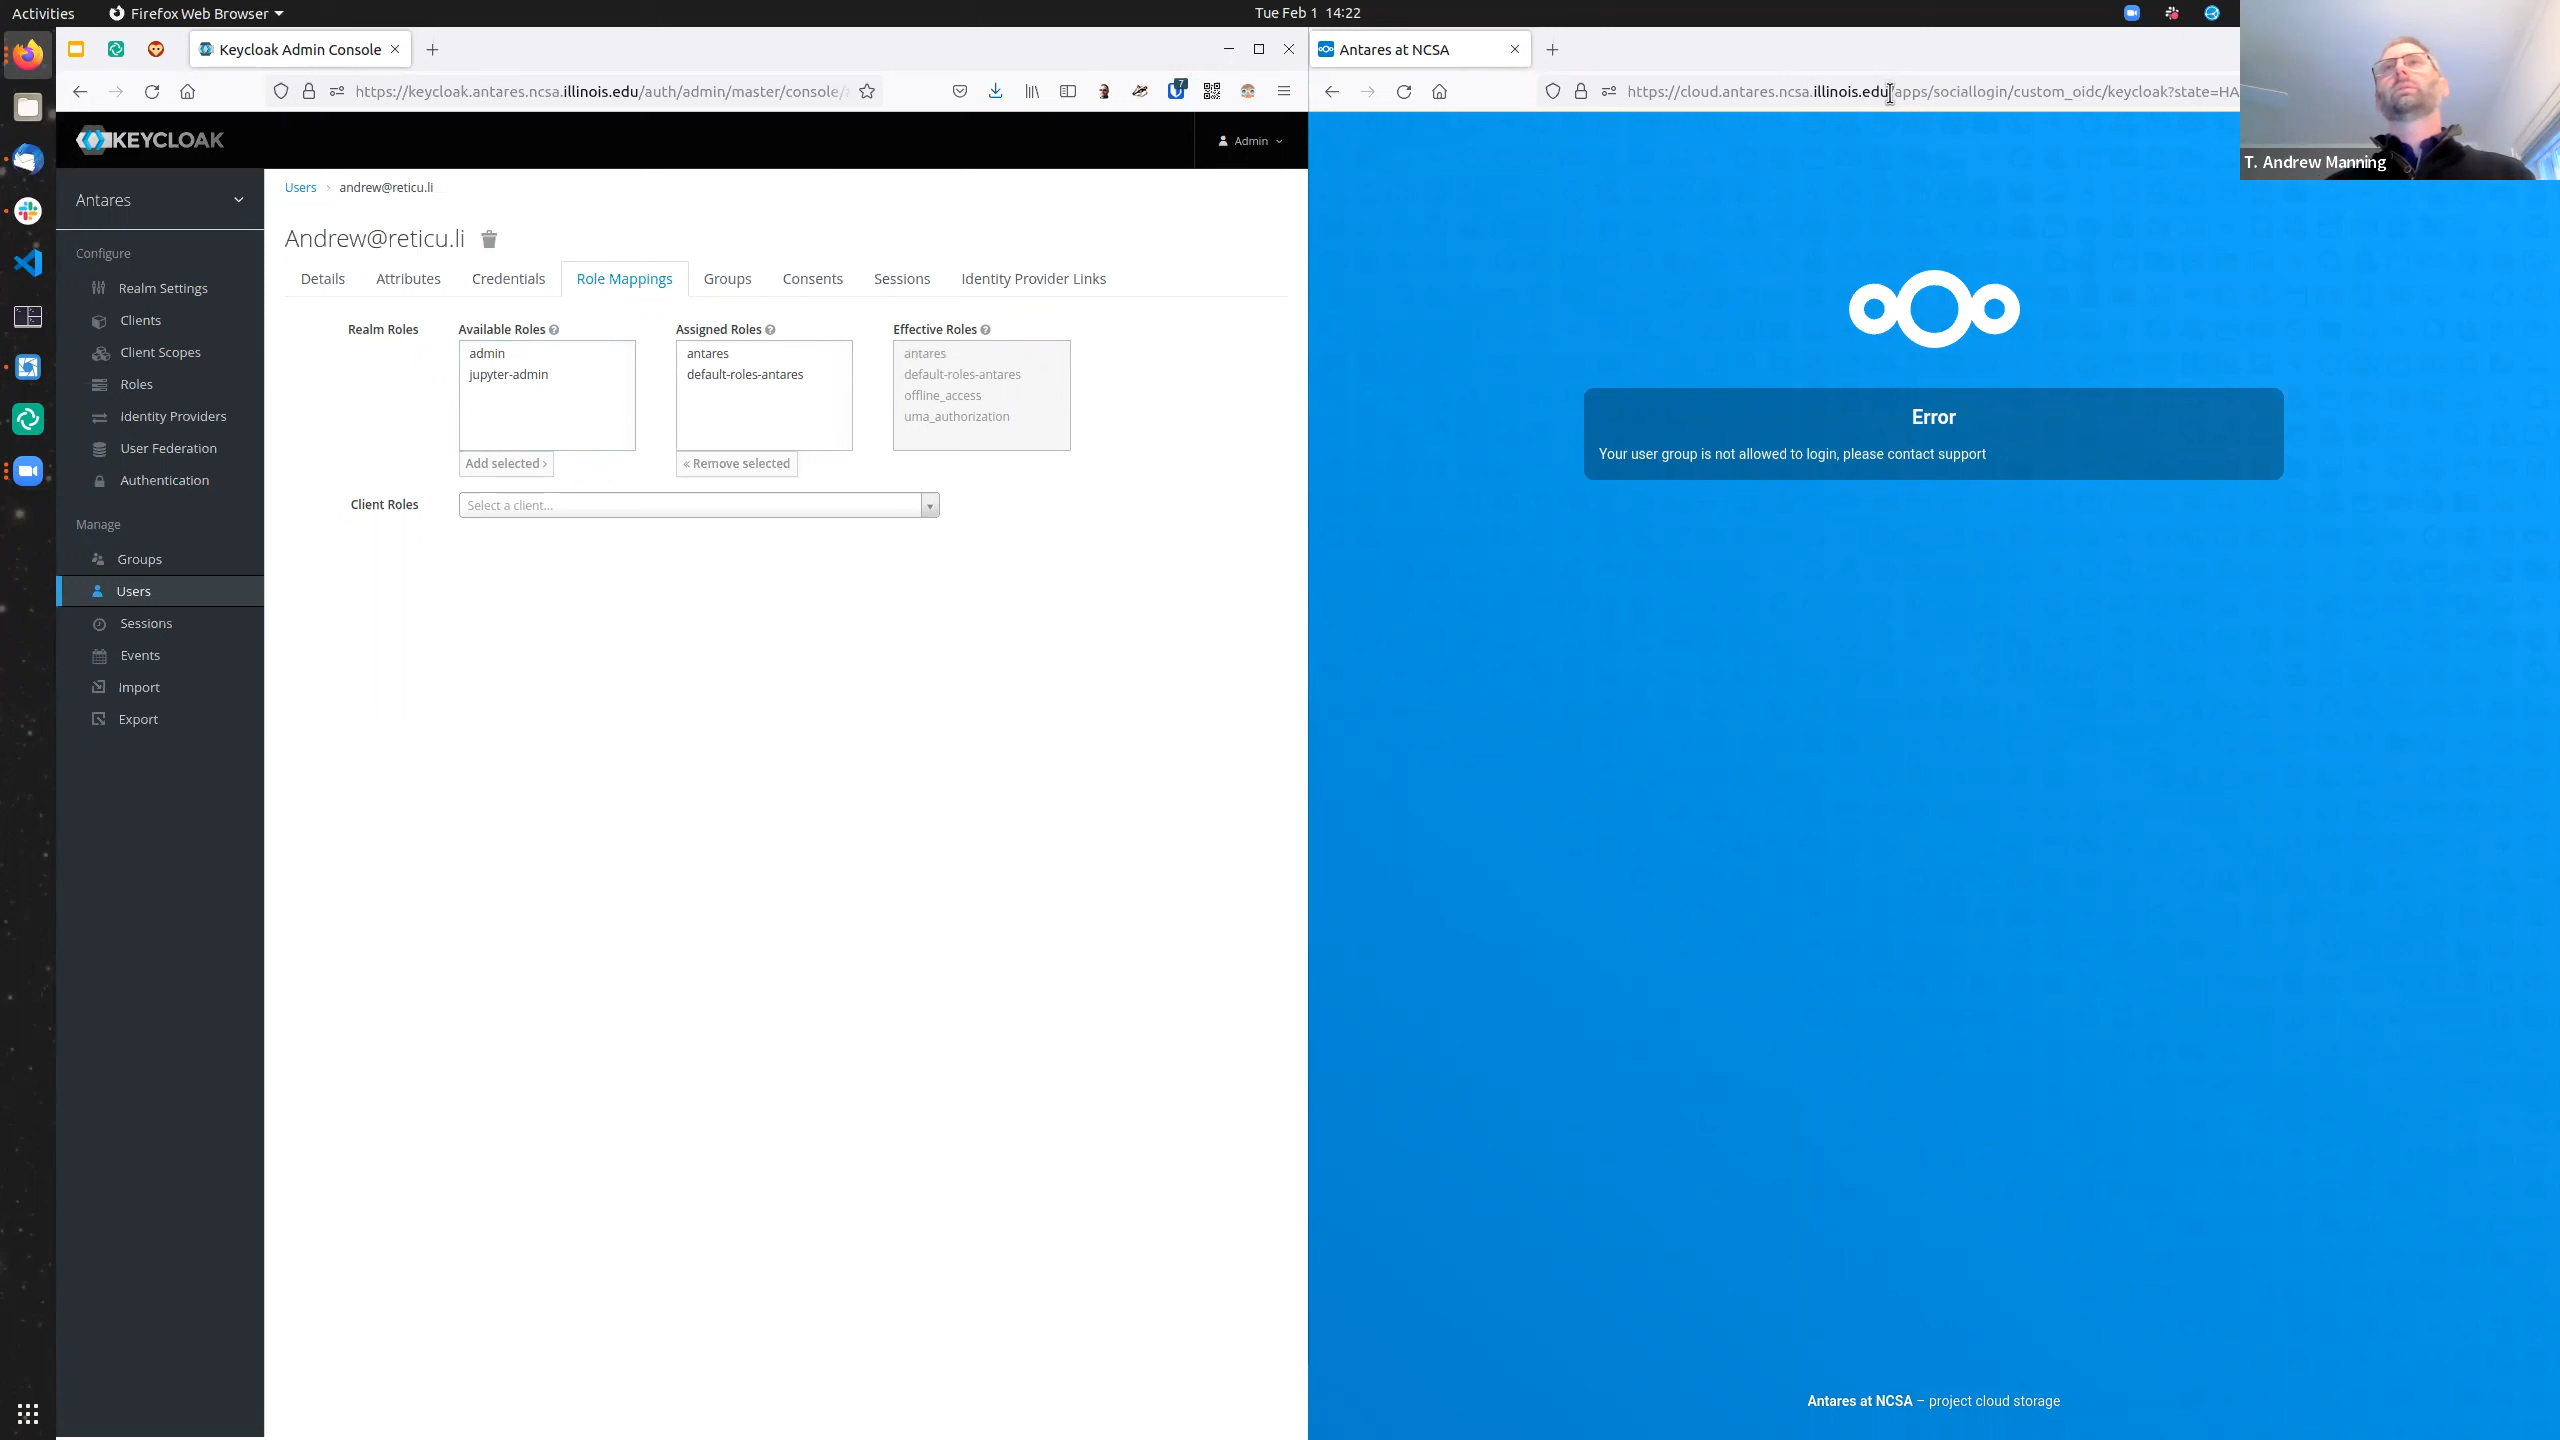 Activities
Firefox Web Browser
Tue Feb 1 14:22
Keycloak Admin Console
https://keycloak.antares.ncsa.illinois.edu/auth/admin/master/console/
7
KEYCLOAK
Admin
Antares
Configure
Realm Settings
Clients
Client Scopes
Roles
Identity Providers
User Federation
Authentication
Manage
Groups
Users
Sessions
Events
Import
Export
Users › andrew@reticu.li
Andrew@reticu.li
Details Attributes Credentials Role Mappings Groups Consents Sessions Identity Provider Links
Realm Roles
Available Roles
admin
jupyter-admin
Add selected ›
Assigned Roles
antares
default-roles-antares
« Remove selected
Effective Roles
antares
default-roles-antares
offline_access
uma_authorization
Client Roles
Select a client...
Antares at NCSA
https://cloud.antares.ncsa.illinois.edu/apps/sociallogin/custom_oidc/keycloak?state=HA
T. Andrew Manning
Error
Your user group is not allowed to login, please contact support
Antares at NCSA – project cloud storage